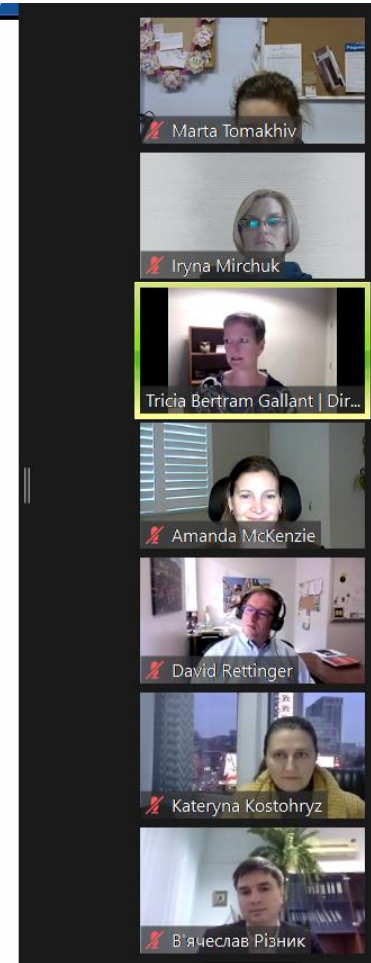 Marta Tomakhiv
Iryna Mirchuk
Tricia Bertram Gallant | Dir...
Amanda McKenzie
David Rettinger
Kateryna Kostohryz
В'ячеслав Різник